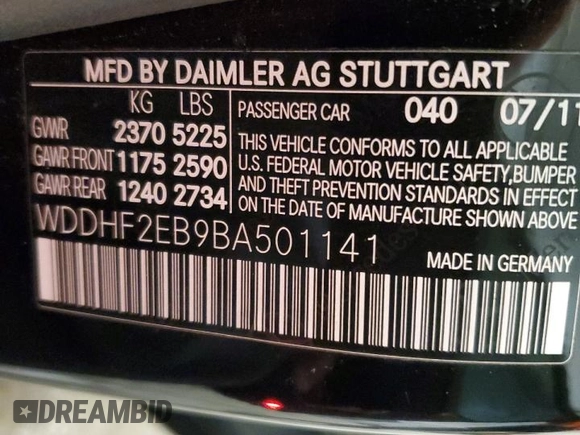 MFD BY DAIMLER AG STUTTGART
KG LBS PASSENGER CAR 040 07/11
GVWR 2370 5225
GAWR FRONT 1175 2590
GAWR REAR 1240 2734
THIS VEHICLE CONFORMS TO ALL APPLICABLE
U.S. FEDERAL MOTOR VEHICLE SAFETY, BUMPER
AND THEFT PREVENTION STANDARDS IN EFFECT
ON THE DATE OF MANUFACTURE SHOWN ABOVE
WDDHF2EB9BA501141
MADE IN GERMANY
DREAMBID